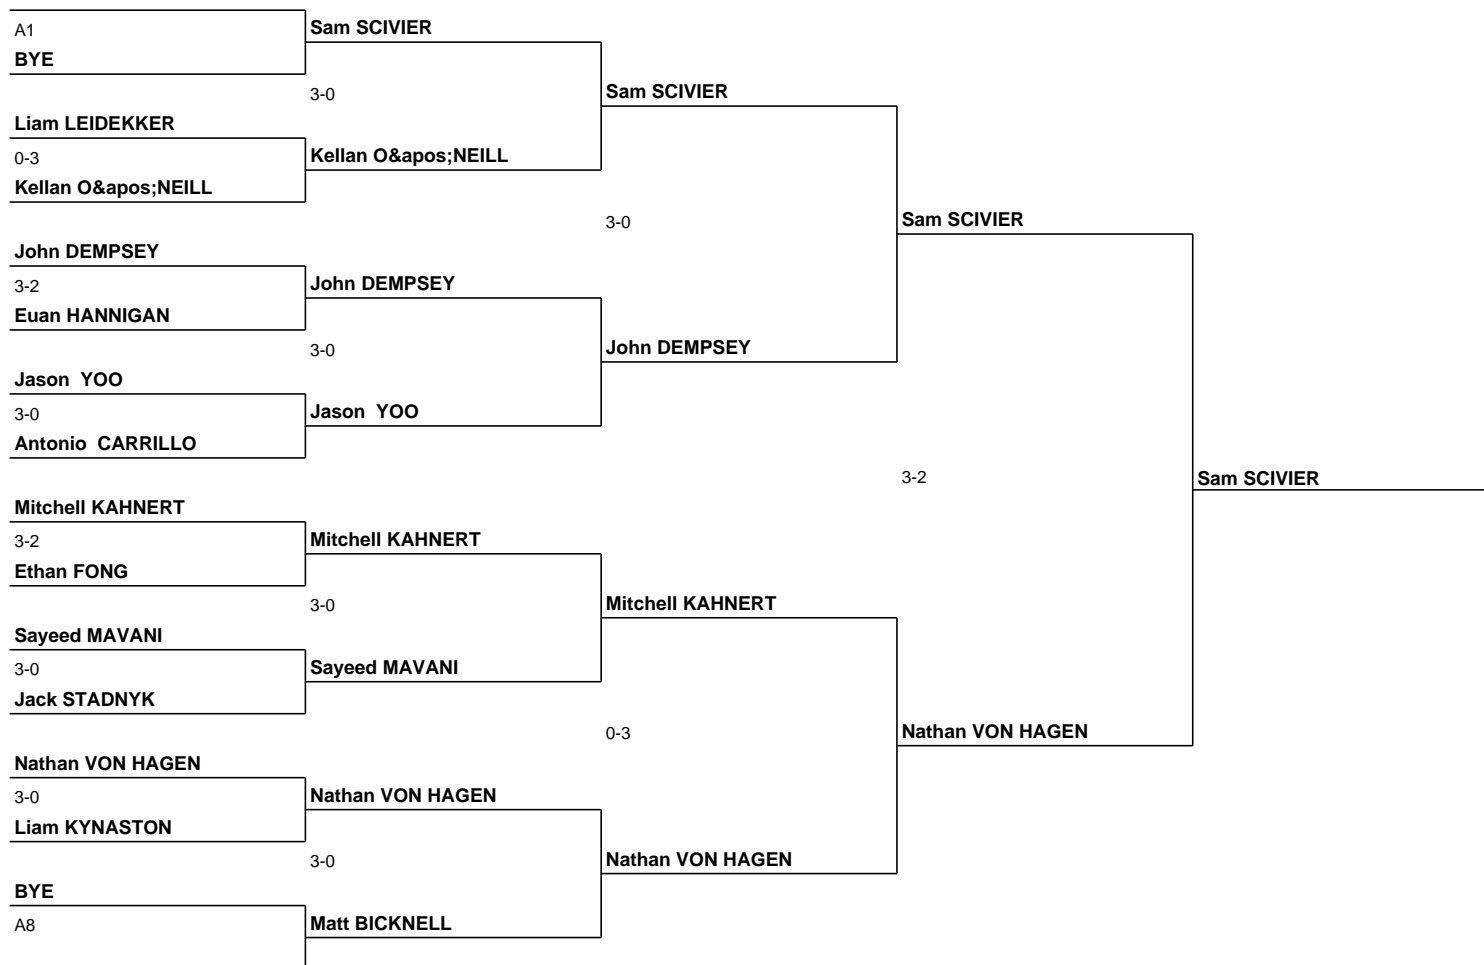 A1
BYE
Liam LEIDEKKER
0-3
Kellan O&apos;NEILL
John DEMPSEY
3-2
Euan HANNIGAN
Jason  YOO
3-0
Antonio  CARRILLO
Mitchell KAHNERT
3-2
Ethan FONG
Sayeed MAVANI
3-0
Jack STADNYK
Nathan VON HAGEN
3-0
Liam KYNASTON
BYE
A8
Sam SCIVIER
3-0
Kellan O&apos;NEILL
John DEMPSEY
3-0
Jason  YOO
Mitchell KAHNERT
3-0
Sayeed MAVANI
Nathan VON HAGEN
3-0
Matt BICKNELL
Sam SCIVIER
3-0
John DEMPSEY
Mitchell KAHNERT
0-3
Nathan VON HAGEN
Sam SCIVIER
3-2
Nathan VON HAGEN
Sam SCIVIER